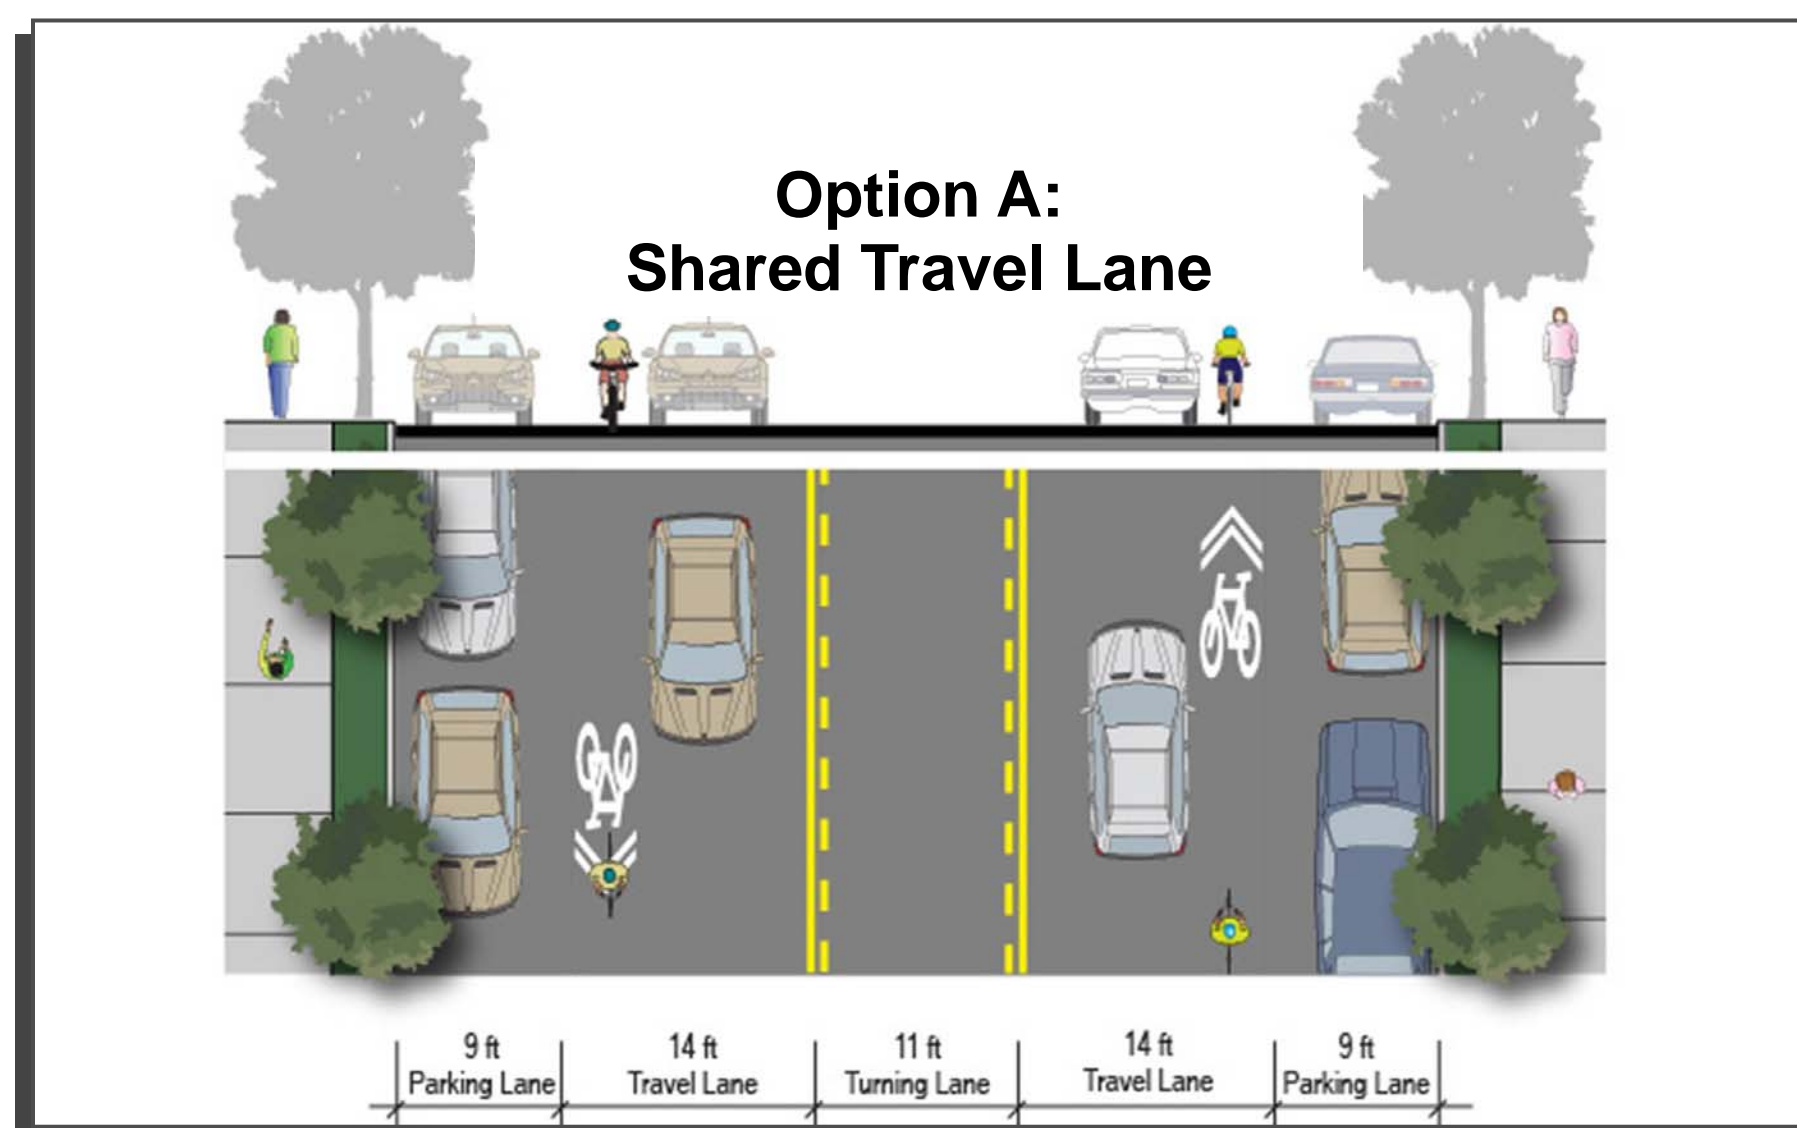 Option A:
Shared Travel Lane
9 ft
Parking Lane
14 ft
Travel Lane
11 ft
Turning Lane
14 ft
Travel Lane
9 ft
Parking Lane